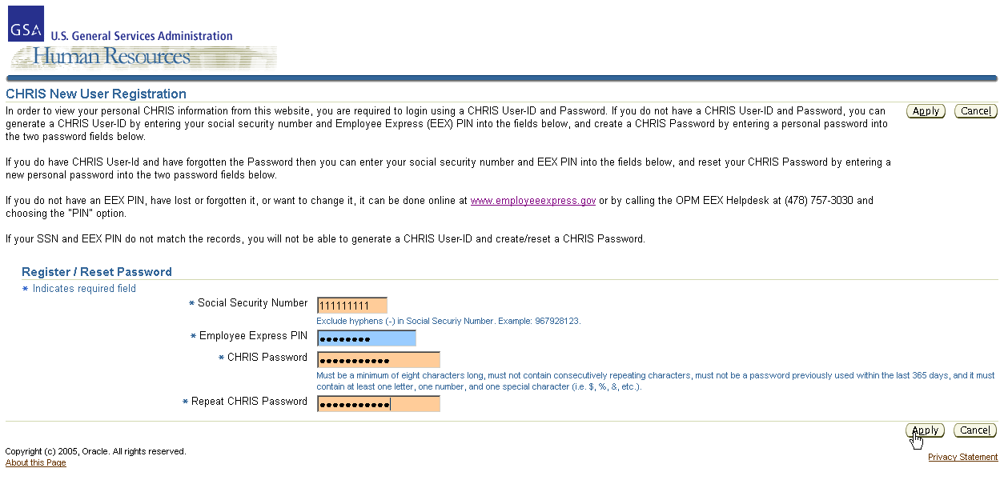 GSA
U.S. General Services Administration
Human Resources
CHRIS New User Registration
In order to view your personal CHRIS information from this website, you are required to login using a CHRIS User-ID and Password. If you do not have a CHRIS User-ID and Password, you can
generate a CHRIS User-ID by entering your social security number and Employee Express (EEX) PIN into the fields below, and create a CHRIS Password by entering a personal password into
the two password fields below.
Apply Cancel
If you do have CHRIS User-Id and have forgotten the Password then you can enter your social security number and EEX PIN into the fields below, and reset your CHRIS Password by entering a
new personal password into the two password fields below.
If you do not have an EEX PIN, have lost or forgotten it, or want to change it, it can be done online at www.employeeexpress.gov or by calling the OPM EEX Helpdesk at (478) 757-3030 and
choosing the "PIN" option.
If your SSN and EEX PIN do not match the records, you will not be able to generate a CHRIS User-ID and create/reset a CHRIS Password.
Register / Reset Password
* Indicates required field
* Social Security Number 111111111
Exclude hyphens (-) in Social Securiy Number. Example: 967928123.
* Employee Express PIN ●●●●●●●●
* CHRIS Password ●●●●●●●●●●●
Must be a minimum of eight characters long, must not contain consecutively repeating characters, must not be a password previously used within the last 365 days, and it must
contain at least one letter, one number, and one special character (i.e. $, %, &, etc.).
* Repeat CHRIS Password ●●●●●●●●●●●
Apply Cancel
Copyright (c) 2005, Oracle. All rights reserved.
About this Page
Privacy Statement